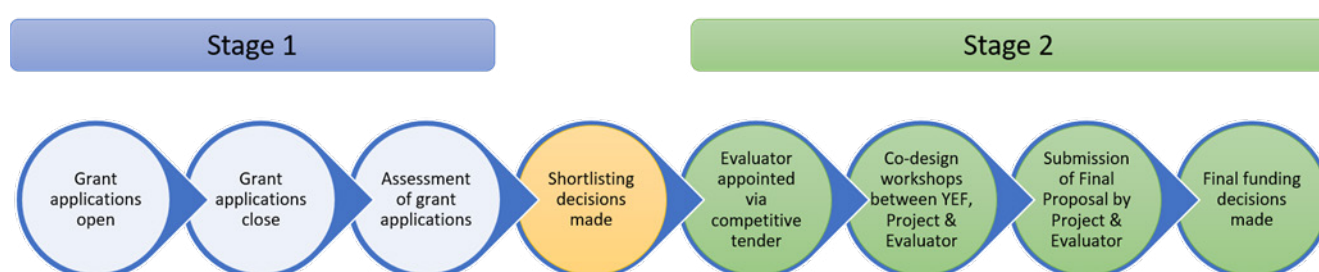 Stage 1
Stage 2
Grant
applications
open
Grant
applications
close
Assessment
of grant
applications
Shortlisting
decisions
made
Evaluator
appointed
via
competitive
tender
Co-design
workshops
between YEF,
Project &
Evaluator
Submission
of Final
Proposal by
Project &
Evaluator
Final funding
decisions
made